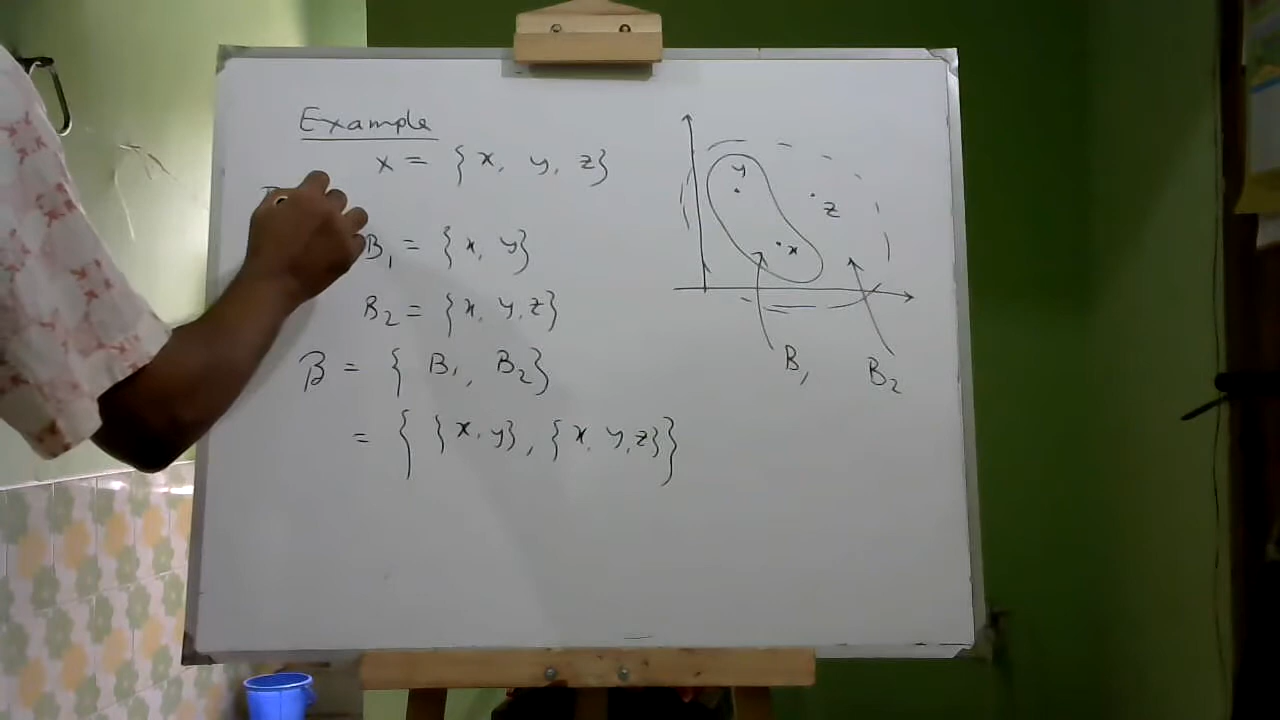 Example
X = {x, y, z}
B₁ = {x, y}
B₂ = {x, y, z}
ℬ = { B₁, B₂}
= { {x, y}, {x, y, z}}
y
z
x
B₁
B₂